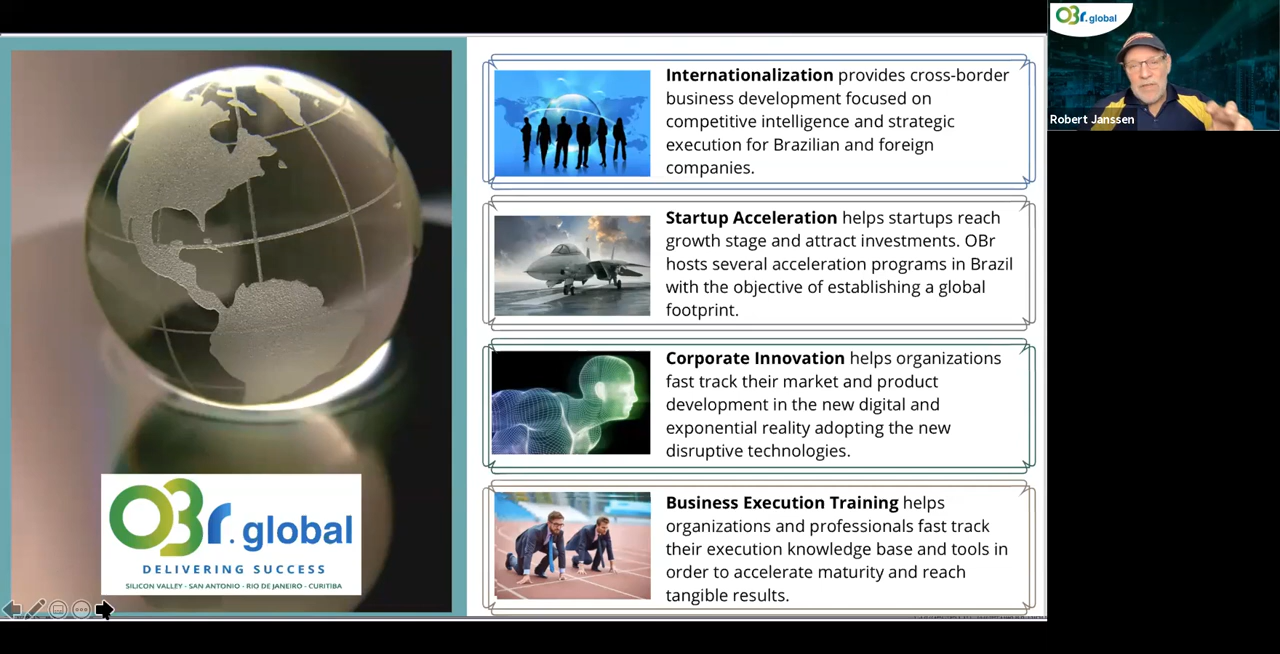 OBr.global
DELIVERING SUCCESS
SILICON VALLEY - SAN ANTONIO - RIO DE JANEIRO - CURITIBA
Internationalization provides cross-border
business development focused on
competitive intelligence and strategic
execution for Brazilian and foreign
companies.
Startup Acceleration helps startups reach
growth stage and attract investments. OBr
hosts several acceleration programs in Brazil
with the objective of establishing a global
footprint.
Corporate Innovation helps organizations
fast track their market and product
development in the new digital and
exponential reality adopting the new
disruptive technologies.
Business Execution Training helps
organizations and professionals fast track
their execution knowledge base and tools in
order to accelerate maturity and reach
tangible results.
OBr.global
Robert Janssen